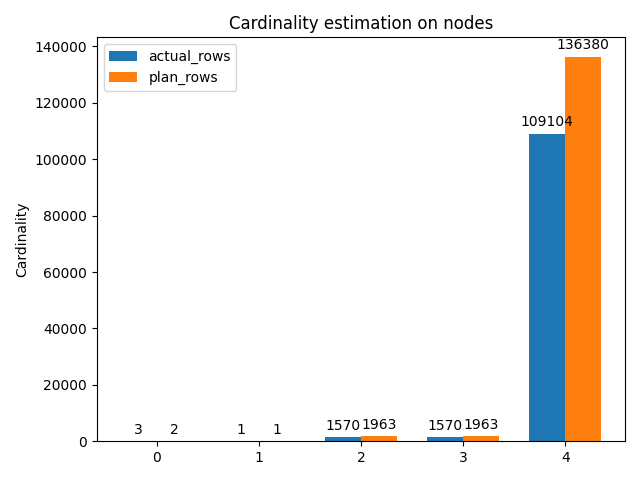 Cardinality estimation on nodes
actual_rows
plan_rows
Cardinality
140000
120000
100000
80000
60000
40000
20000
0
3 2
1 1
1570 1963
1570 1963
109104 136380
0 1 2 3 4